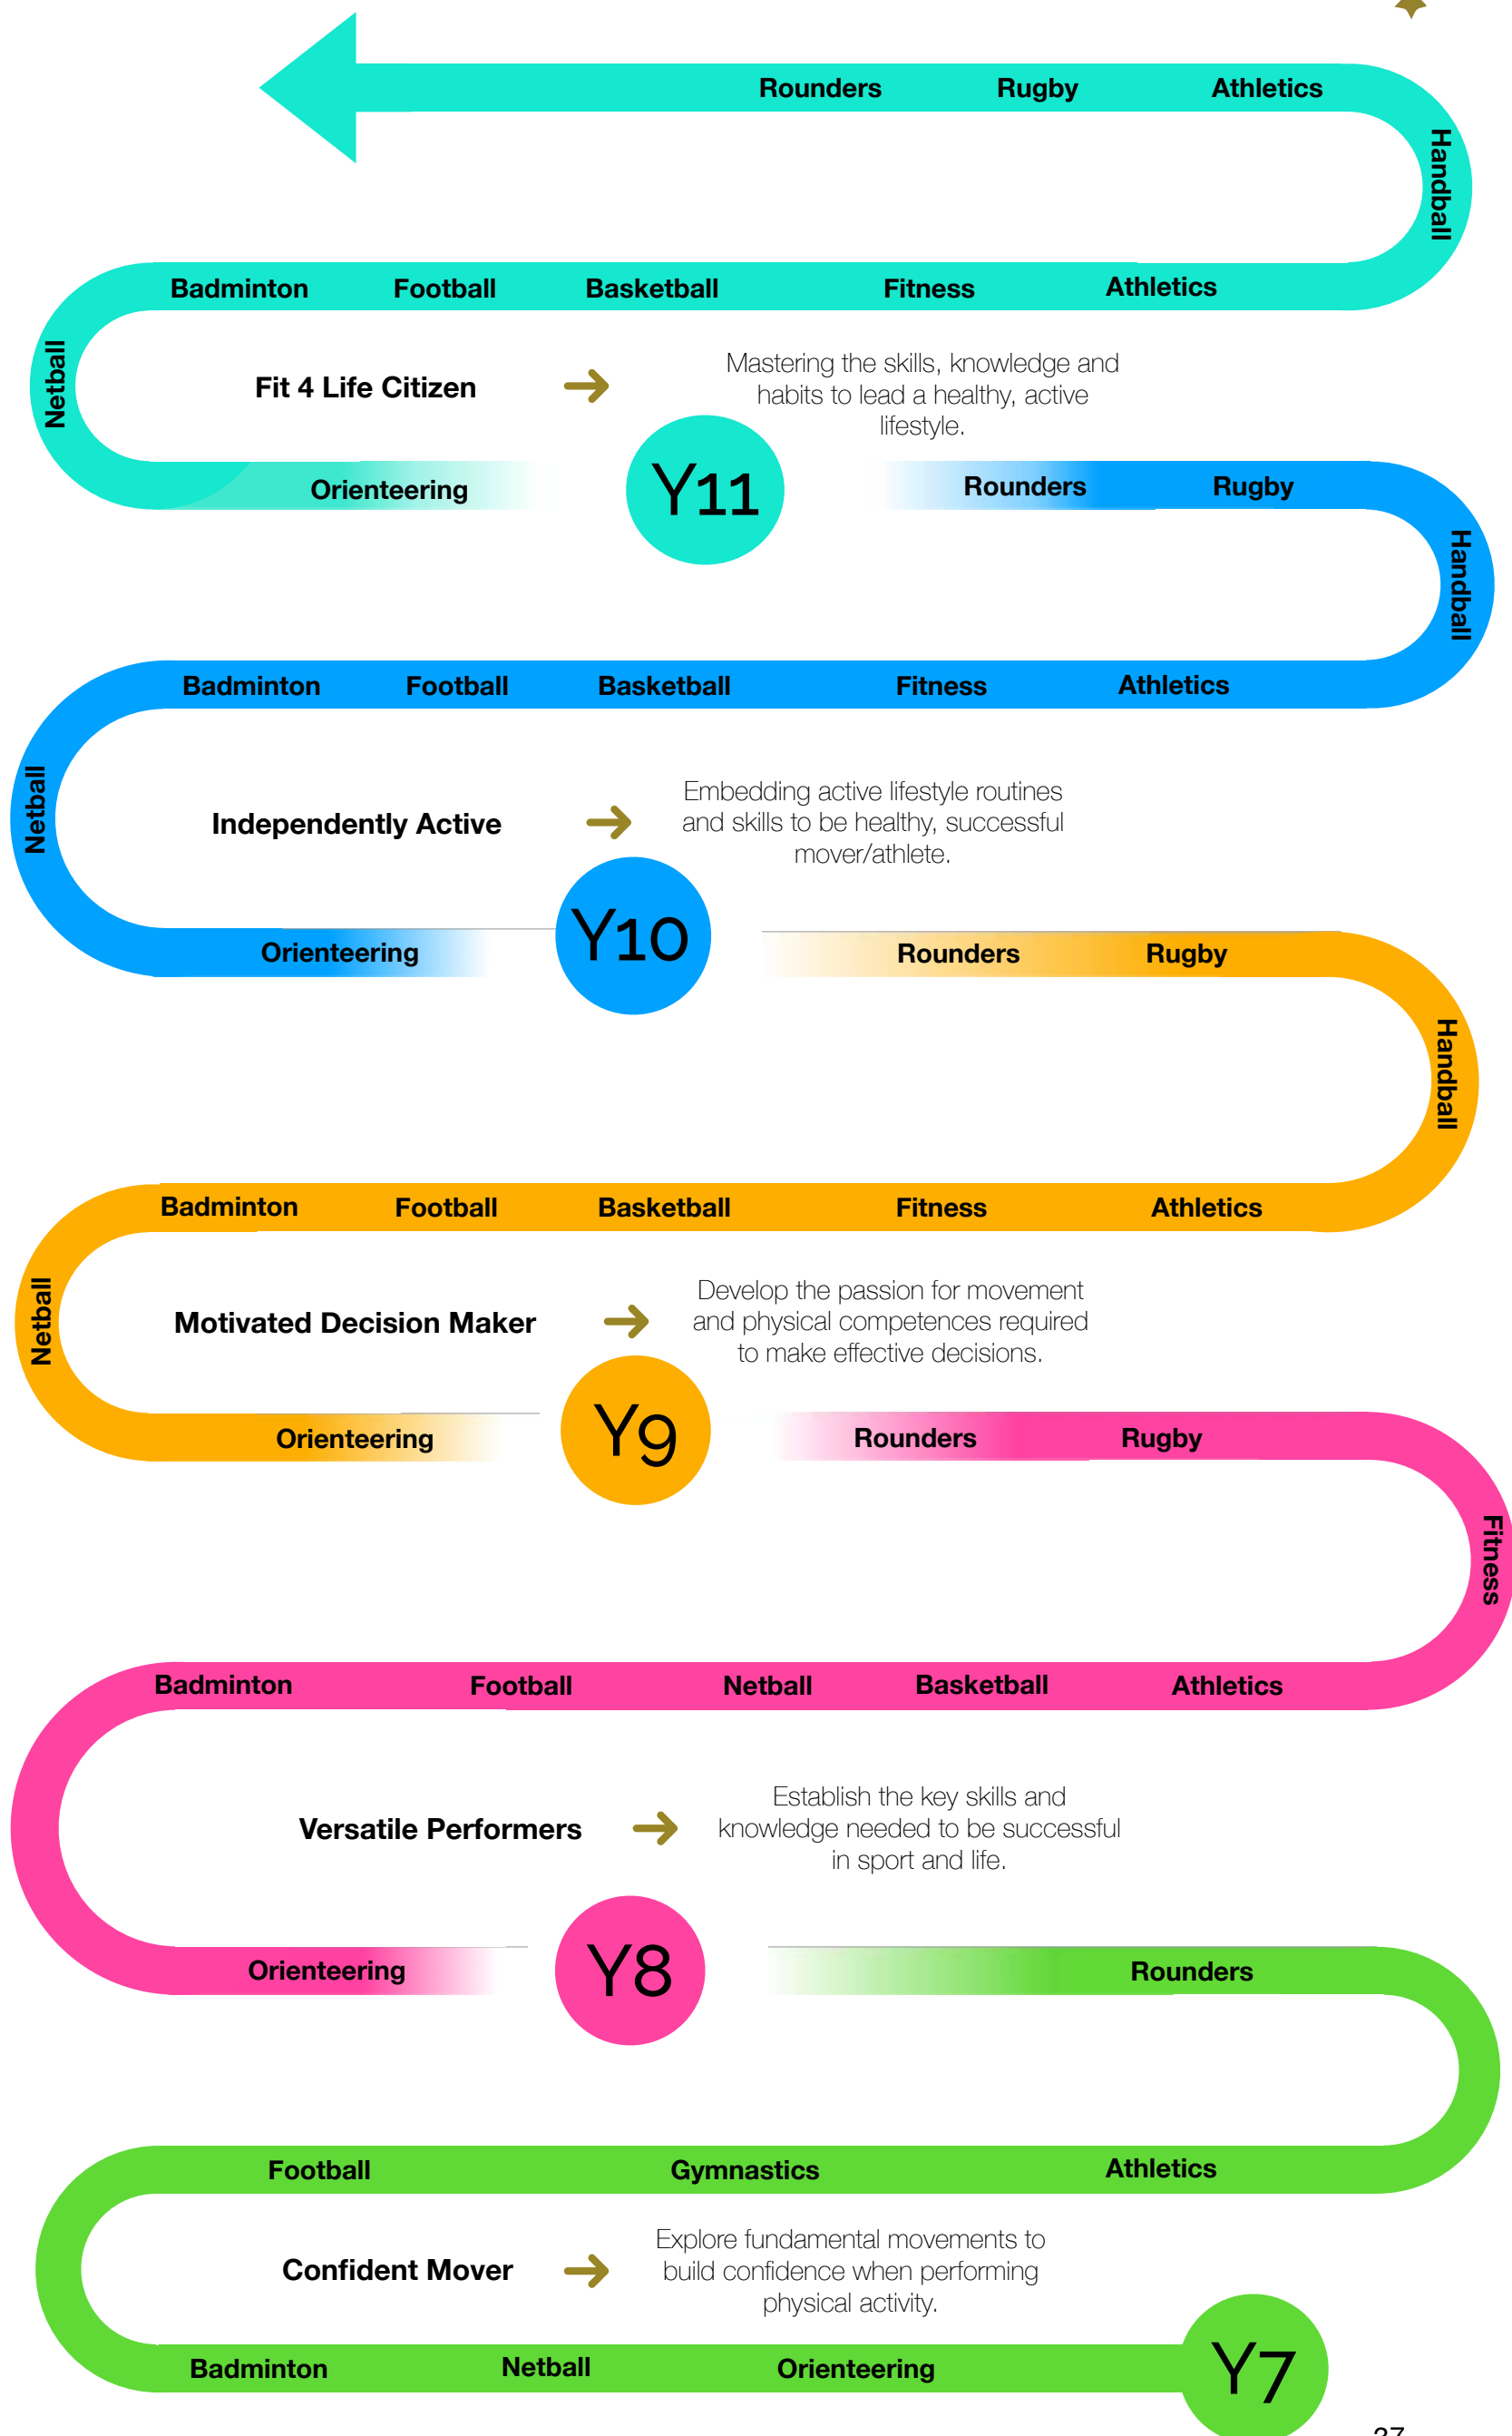 Rounders Rugby Athletics
Handball
Badminton Football Basketball Fitness Athletics
Netball
Fit 4 Life Citizen
Mastering the skills, knowledge and
habits to lead a healthy, active
lifestyle.
Orienteering
Y11
Rounders Rugby
Handball
Badminton Football Basketball Fitness Athletics
Netball
Independently Active
Embedding active lifestyle routines
and skills to be healthy, successful
mover/athlete.
Orienteering
Y10
Rounders Rugby
Handball
Badminton Football Basketball Fitness Athletics
Netball
Motivated Decision Maker
Develop the passion for movement
and physical competences required
to make effective decisions.
Orienteering
Y9
Rounders Rugby
Fitness
Badminton Football Netball Basketball Athletics
Versatile Performers
Establish the key skills and
knowledge needed to be successful
in sport and life.
Orienteering
Y8
Rounders
Football Gymnastics Athletics
Confident Mover
Explore fundamental movements to
build confidence when performing
physical activity.
Badminton Netball Orienteering
Y7